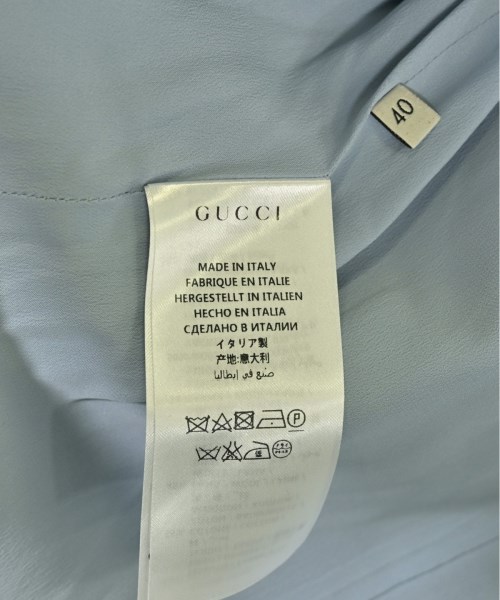 40
GUCCI
MADE IN ITALY
FABRIQUE EN ITALIE
HERGESTELLT IN ITALIEN
HECHO EN ITALIA
СДЕЛАНО В ИТАЛИИ
イタリア製
产地:意大利
صنع في إيطاليا
P